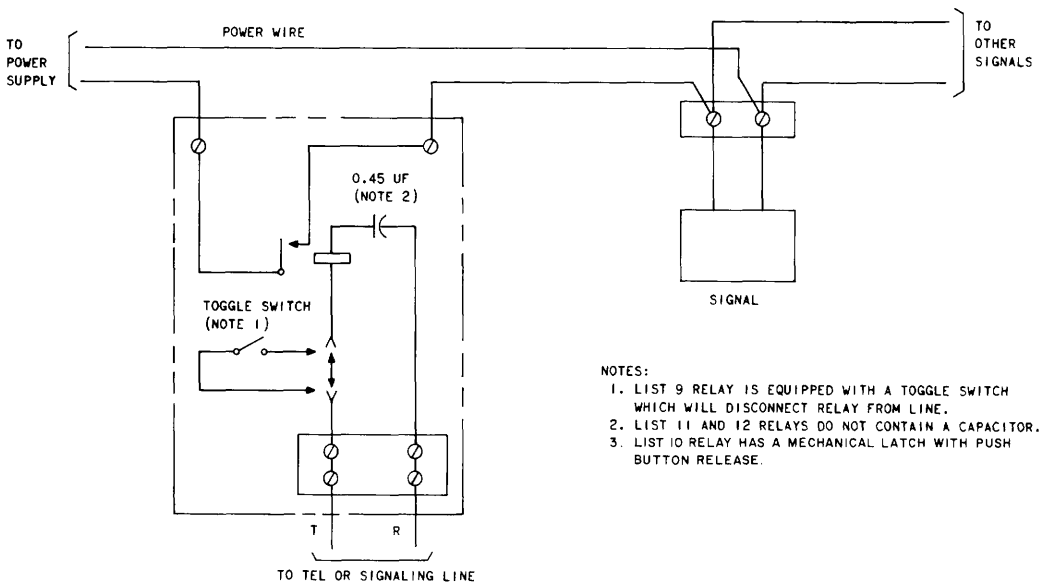 TO
POWER
SUPPLY
POWER WIRE
TO
OTHER
SIGNALS
0.45 UF
(NOTE 2)
TOGGLE SWITCH
(NOTE 1)
SIGNAL
T
R
TO TEL OR SIGNALING LINE
NOTES:
1. LIST 9 RELAY IS EQUIPPED WITH A TOGGLE SWITCH
WHICH WILL DISCONNECT RELAY FROM LINE.
2. LIST 11 AND 12 RELAYS DO NOT CONTAIN A CAPACITOR.
3. LIST 10 RELAY HAS A MECHANICAL LATCH WITH PUSH
BUTTON RELEASE.